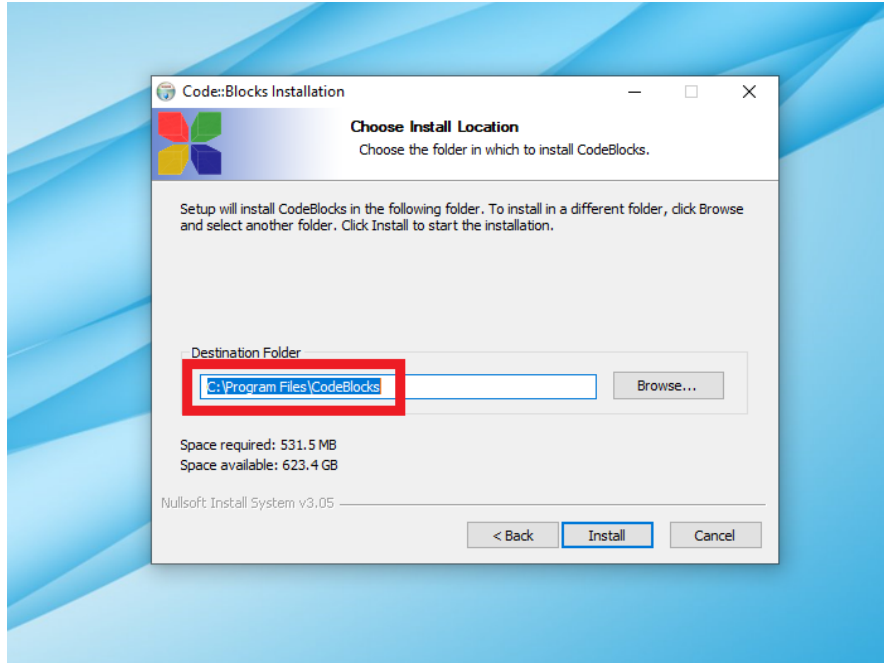 Code::Blocks Installation
Choose Install Location
Choose the folder in which to install CodeBlocks.
Setup will install CodeBlocks in the following folder. To install in a different folder, click Browse
and select another folder. Click Install to start the installation.
Destination Folder
C:\Program Files\CodeBlocks
Browse...
Space required: 531.5 MB
Space available: 623.4 GB
Nullsoft Install System v3.05
< Back
Install
Cancel